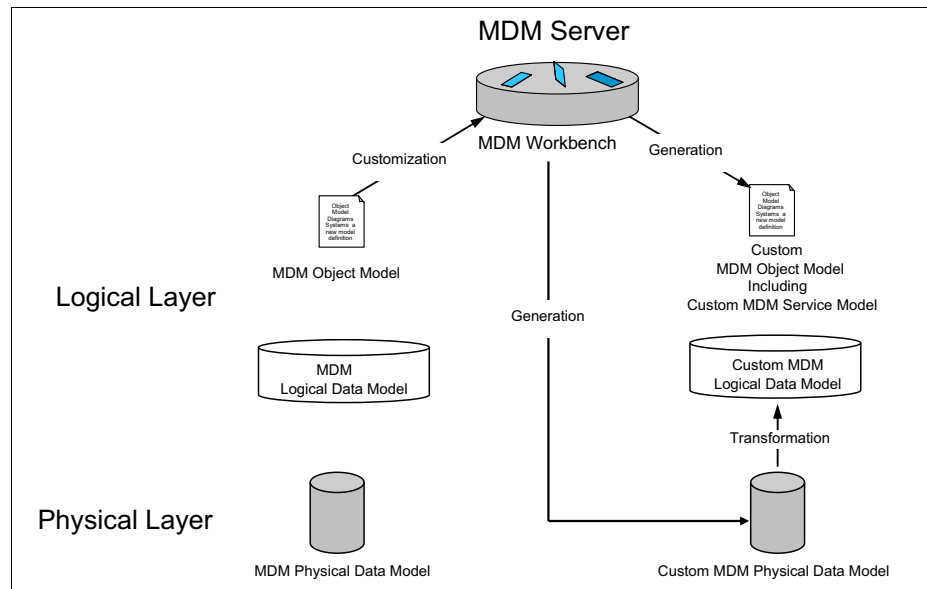 MDM Server
MDM Workbench
Customization
Generation
Object
Model
Diagrams
Systems a
new model
definition
MDM Object Model
Object
Model
Diagrams
Systems a
new model
definition
Custom
MDM Object Model
Including
Custom MDM Service Model
Logical Layer
Generation
MDM
Logical Data Model
Custom MDM
Logical Data Model
Transformation
Physical Layer
MDM Physical Data Model
Custom MDM Physical Data Model